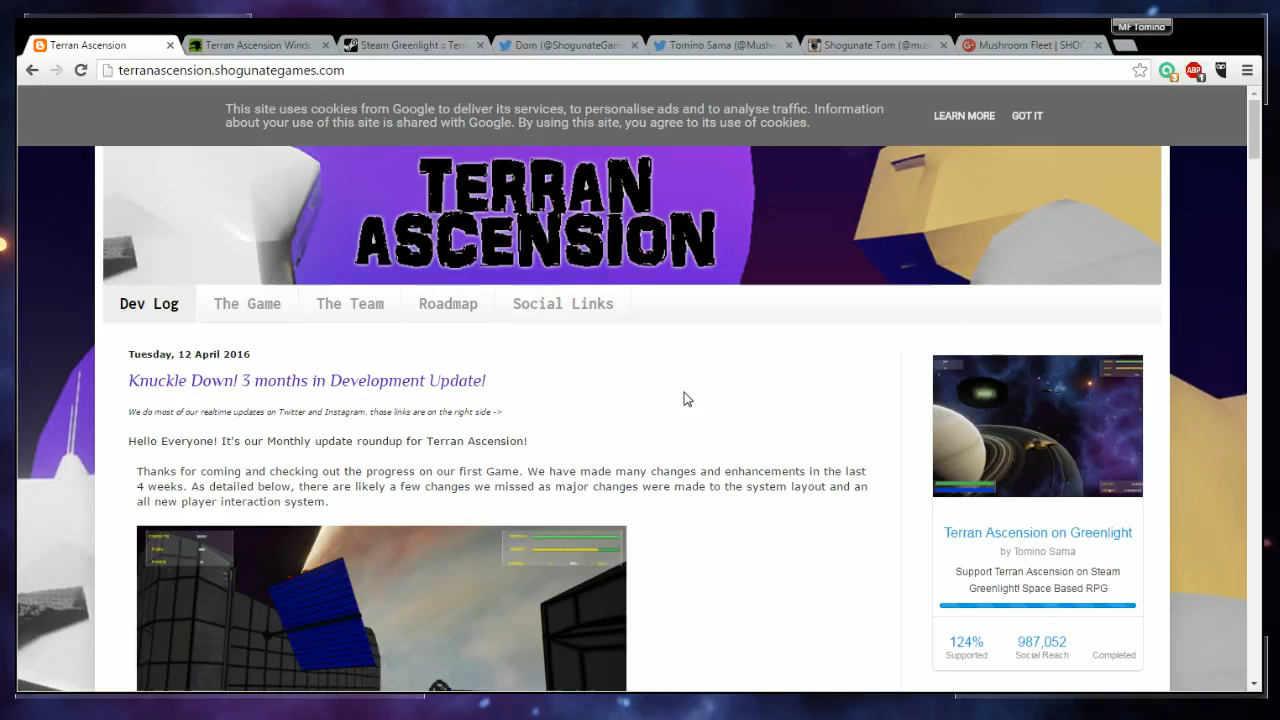 MF Tomino
Terran Ascension
Terran Ascension Windo
Steam Greenlight :: Terr
Dom (@ShogunateGam
Tomino Sama (@Mush
Shogunate Tom (@mus
Mushroom Fleet | SHO
terranascension.shogunategames.com
ABP
This site uses cookies from Google to deliver its services, to personalise ads and to analyse traffic. Information
about your use of this site is shared with Google. By using this site, you agree to its use of cookies.
LEARN MORE
GOT IT
TERRAN
ASCENSION
Dev Log
The Game
The Team
Roadmap
Social Links
Tuesday, 12 April 2016
Knuckle Down! 3 months in Development Update!
We do most of our realtime updates on Twitter and Instagram. those links are on the right side ->
Hello Everyone! It's our Monthly update roundup for Terran Ascension!
Thanks for coming and checking out the progress on our first Game. We have made many changes and enhancements in the last
4 weeks. As detailed below, there are likely a few changes we missed as major changes were made to the system layout and an
all new player interaction system.
CREDITS
FUEL
Terran Ascension on Greenlight
by Tomino Sama
Support Terran Ascension on Steam
Greenlight! Space Based RPG
124%
Supported
987,052
Social Reach
Completed